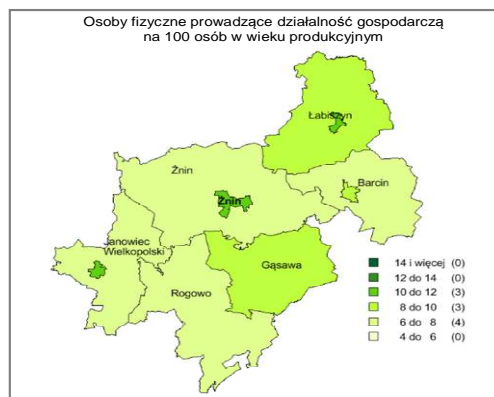 Osoby fizyczne prowadzące działalność gospodarczą
na 100 osób w wieku produkcyjnym
Łabiszyn
Żnin
Barcin
Żnin
Janowiec
Wielkopolski
Gąsawa
Rogowo
14 i więcej (0)
12 do 14 (0)
10 do 12 (3)
8 do 10 (3)
6 do 8 (4)
4 do 6 (0)